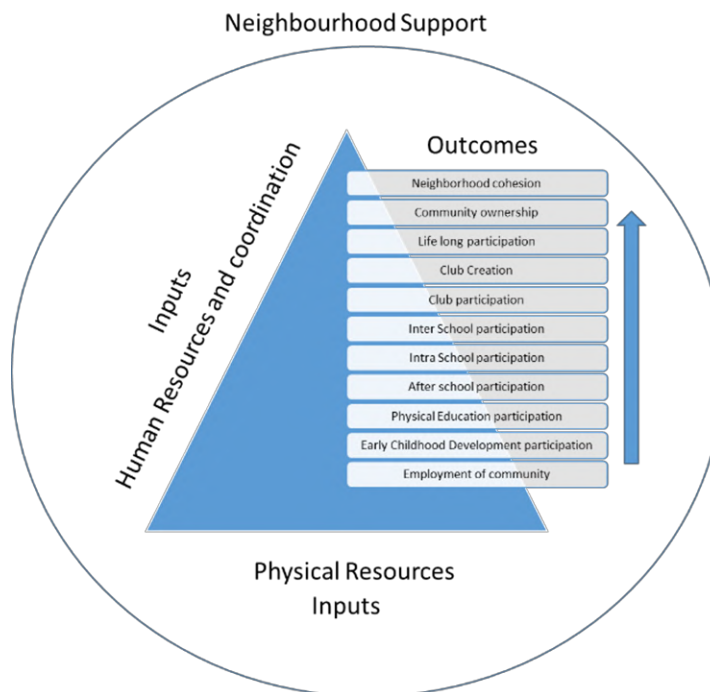 Neighbourhood Support
Outcomes
Inputs
Human Resources and coordination
Neighborhood cohesion
Community ownership
Life long participation
Club Creation
Club participation
Inter School participation
Intra School participation
After school participation
Physical Education participation
Early Childhood Development participation
Employment of community
Physical Resources
Inputs